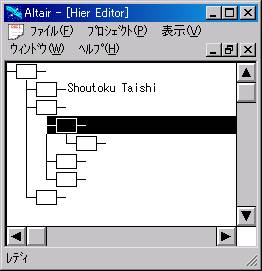 Altair - [Hier Editor]
ﾌｧｲﾙ(F) ﾌﾟﾛｼﾞｪｸﾄ(P) 表示(V)
ｳｨﾝﾄﾞｳ(W) ﾍﾙﾌﾟ(H)
Shoutoku Taishi
ﾚﾃﾞｨ